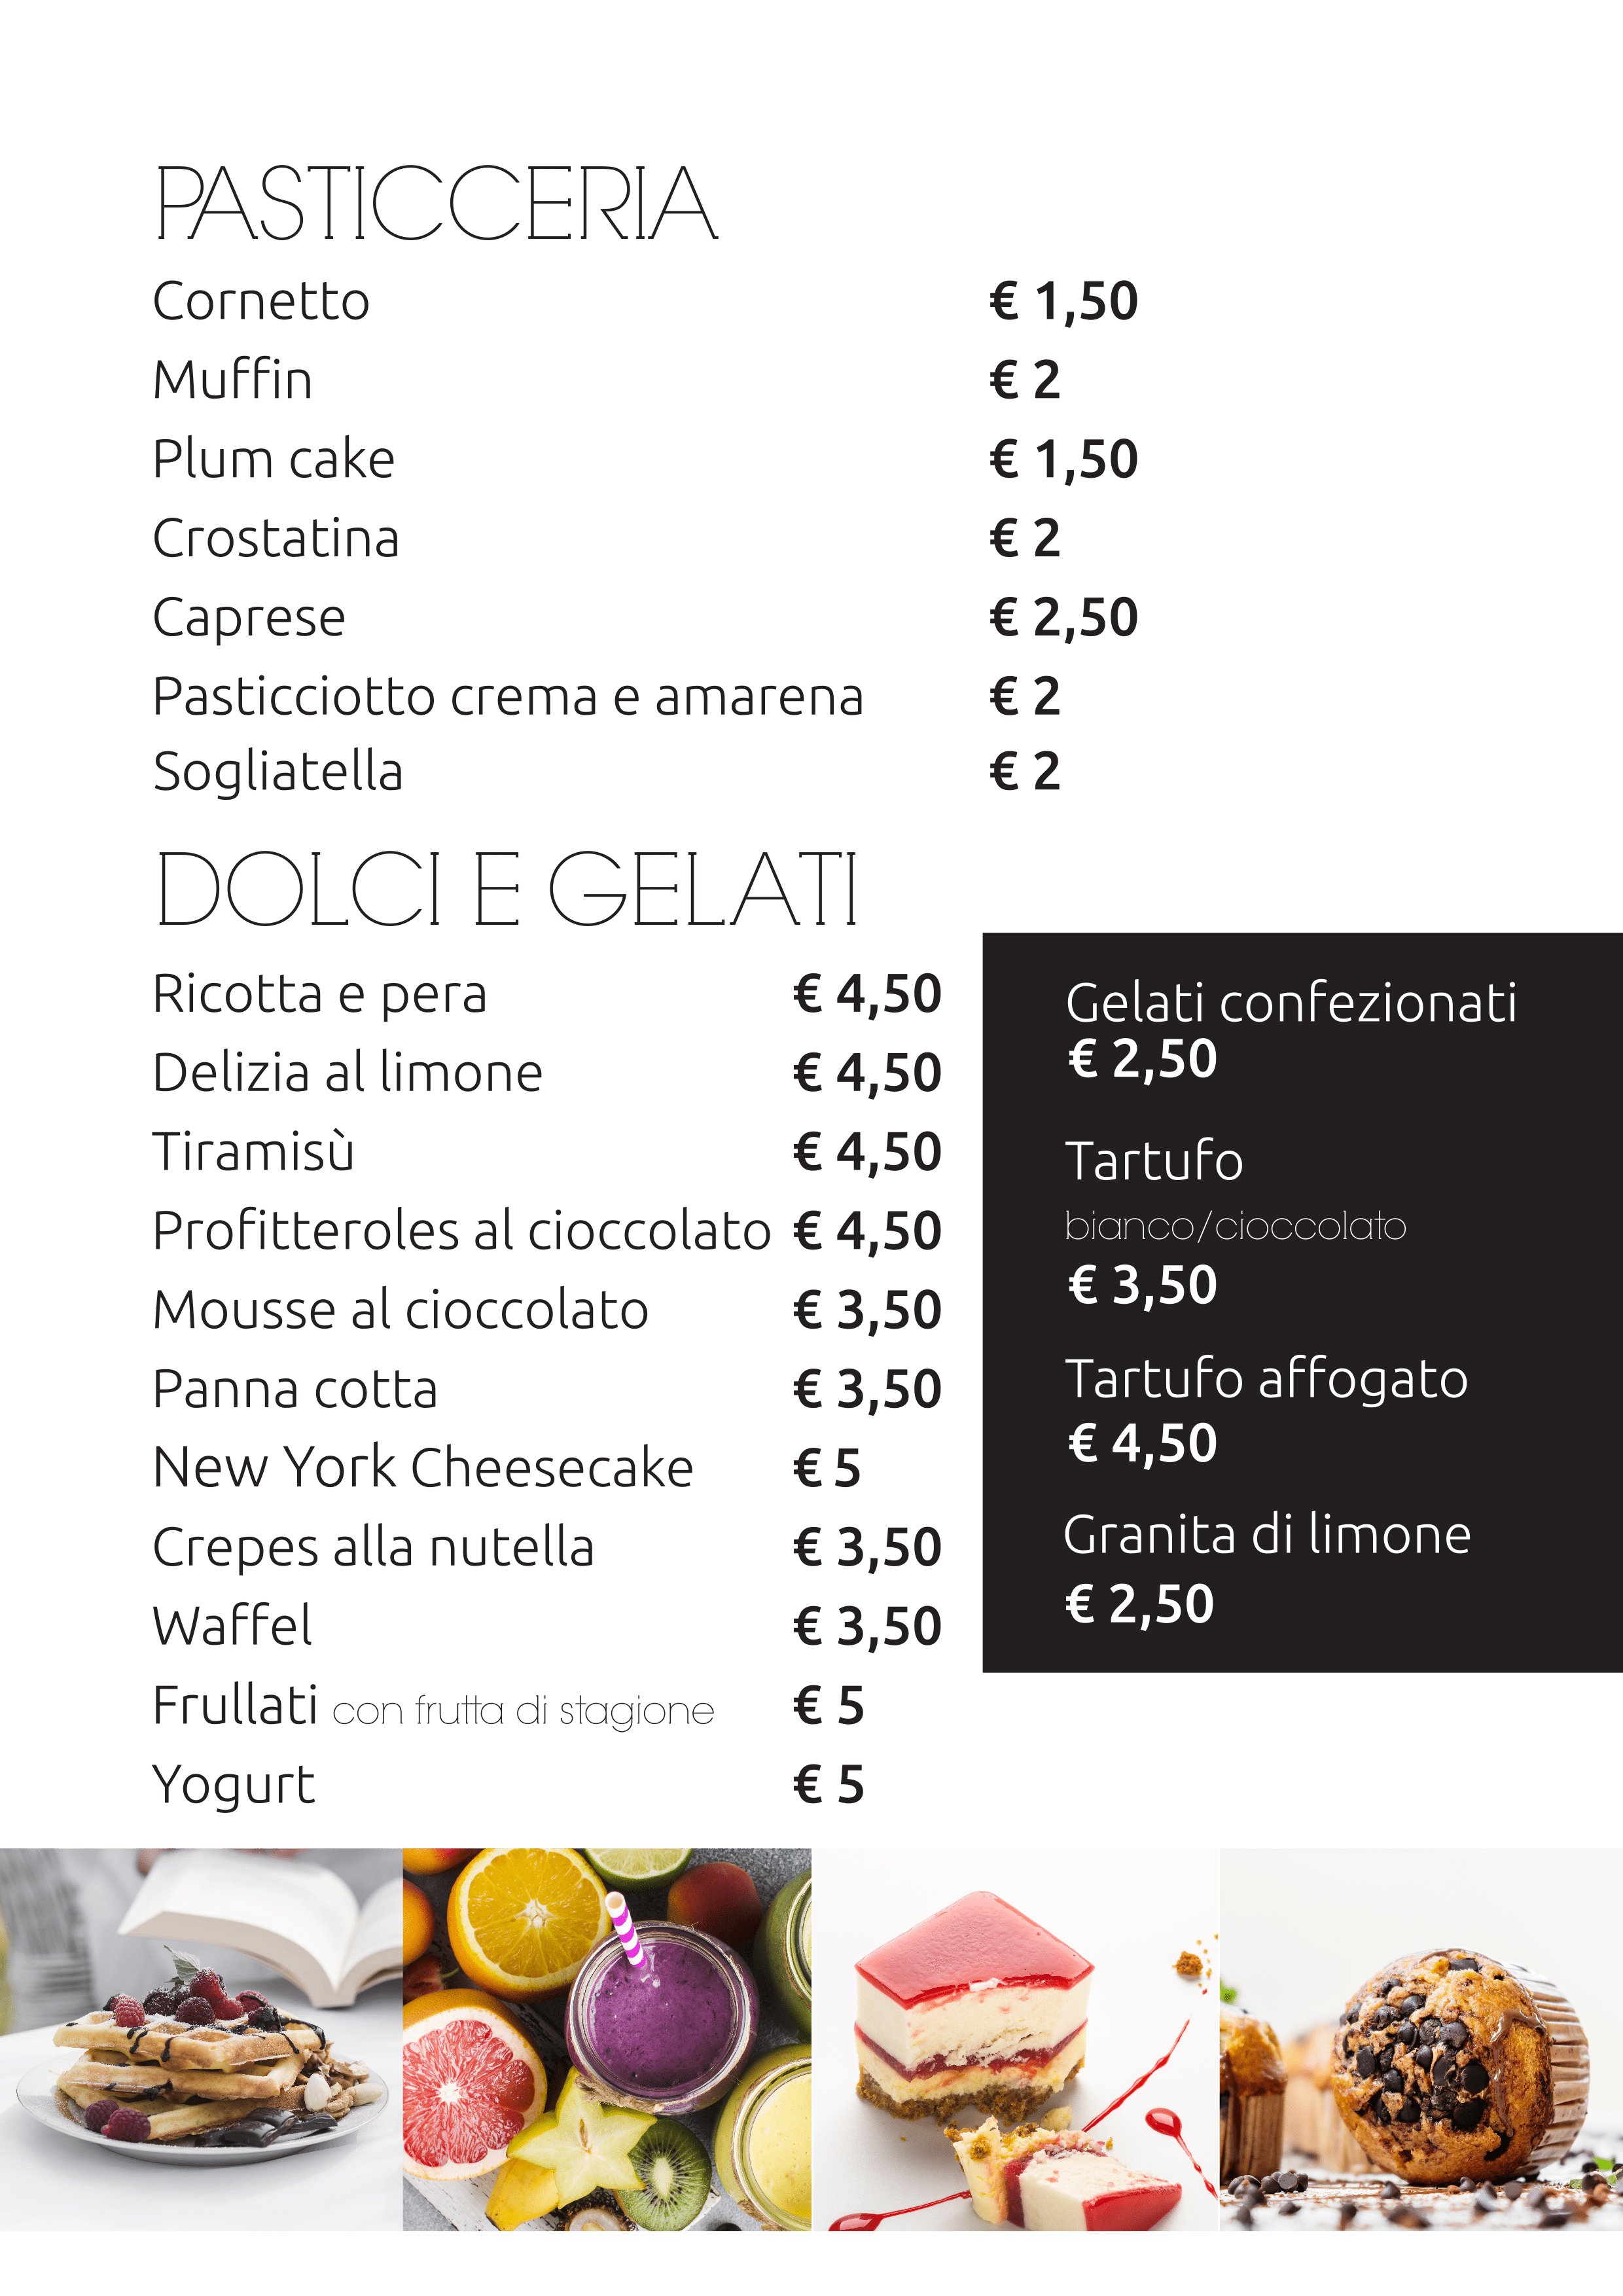 PASTICCERIA
Cornetto € 1,50
Muffin € 2
Plum cake € 1,50
Crostatina € 2
Caprese € 2,50
Pasticciotto crema e amarena € 2
Sogliatella € 2
DOLCI E GELATI
Ricotta e pera € 4,50
Delizia al limone € 4,50
Tiramisù € 4,50
Profitteroles al cioccolato € 4,50
Mousse al cioccolato € 3,50
Panna cotta € 3,50
New York Cheesecake € 5
Crepes alla nutella € 3,50
Waffel € 3,50
Frullati con frutta di stagione € 5
Yogurt € 5
Gelati confezionati
€ 2,50
Tartufo
bianco/cioccolato
€ 3,50
Tartufo affogato
€ 4,50
Granita di limone
€ 2,50